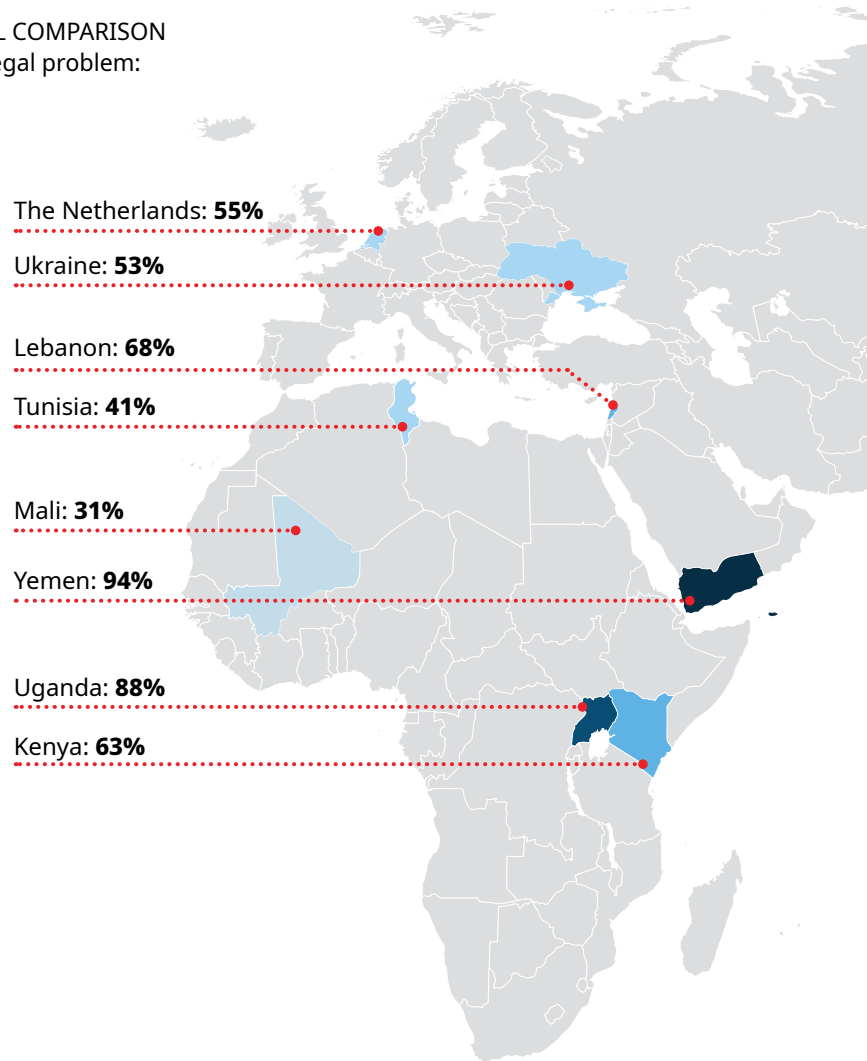 COMPARISON
egal problem:
The Netherlands: 55%
Ukraine: 53%
Lebanon: 68%
Tunisia: 41%
Mali: 31%
Yemen: 94%
Uganda: 88%
Kenya: 63%